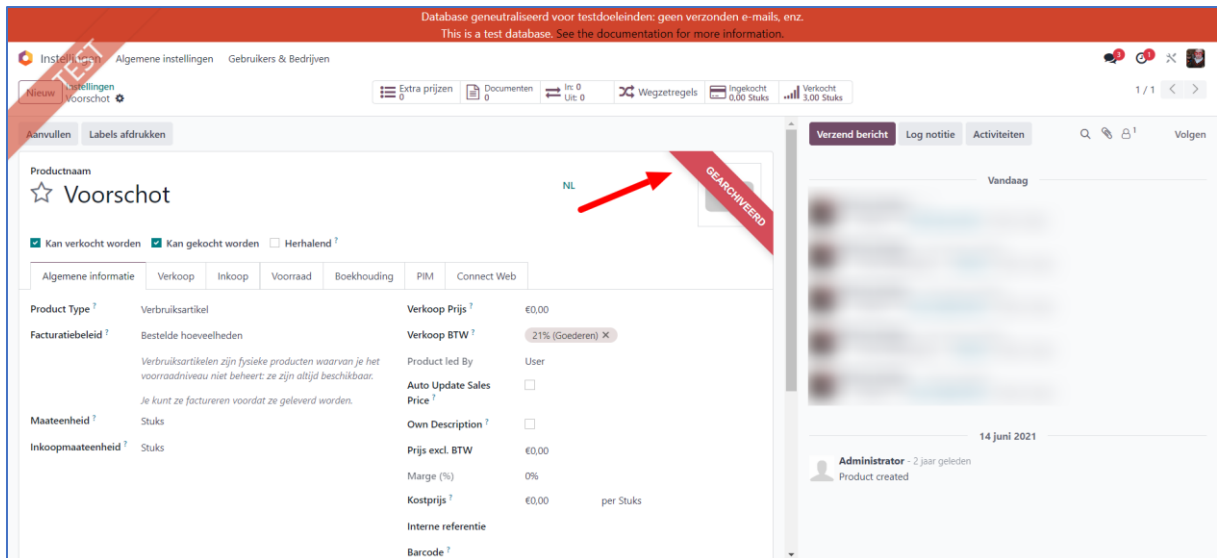 Database geneutraliseerd voor testdoeleinden: geen verzonden e-mails, enz.
This is a test database. See the documentation for more information.
TEST
Instellingen Algemene instellingen Gebruikers & Bedrijven
3 1
Nieuw Instellingen
Voorschot
Extra prijzen
0
Documenten
0
In: 0
Uit: 0
Wegzetregels
Ingekocht
0,00 Stuks
Verkocht
3,00 Stuks
1 / 1
Aanvullen Labels afdrukken
Verzend bericht Log notitie Activiteiten 1 Volgen
Productnaam
Voorschot
NL
GEARCHIVEERD
Kan verkocht worden Kan gekocht worden Herhalend ?
Algemene informatie Verkoop Inkoop Voorraad Boekhouding PIM Connect Web
Product Type ? Verbruiksartikel
Facturatiebeleid ? Bestelde hoeveelheden
Verbruiksartikelen zijn fysieke producten waarvan je het
voorraadniveau niet beheert: ze zijn altijd beschikbaar.
Je kunt ze factureren voordat ze geleverd worden.
Maateenheid ? Stuks
Inkoopmaateenheid ? Stuks
Verkoop Prijs ? €0,00
Verkoop BTW ? 21% (Goederen) ×
Product led By User
Auto Update Sales
Price ?
Own Description ?
Prijs excl. BTW €0,00
Marge (%) 0%
Kostprijs ? €0,00 per Stuks
Interne referentie
Barcode ?
Vandaag
14 juni 2021
Administrator - 2 jaar geleden
Product created